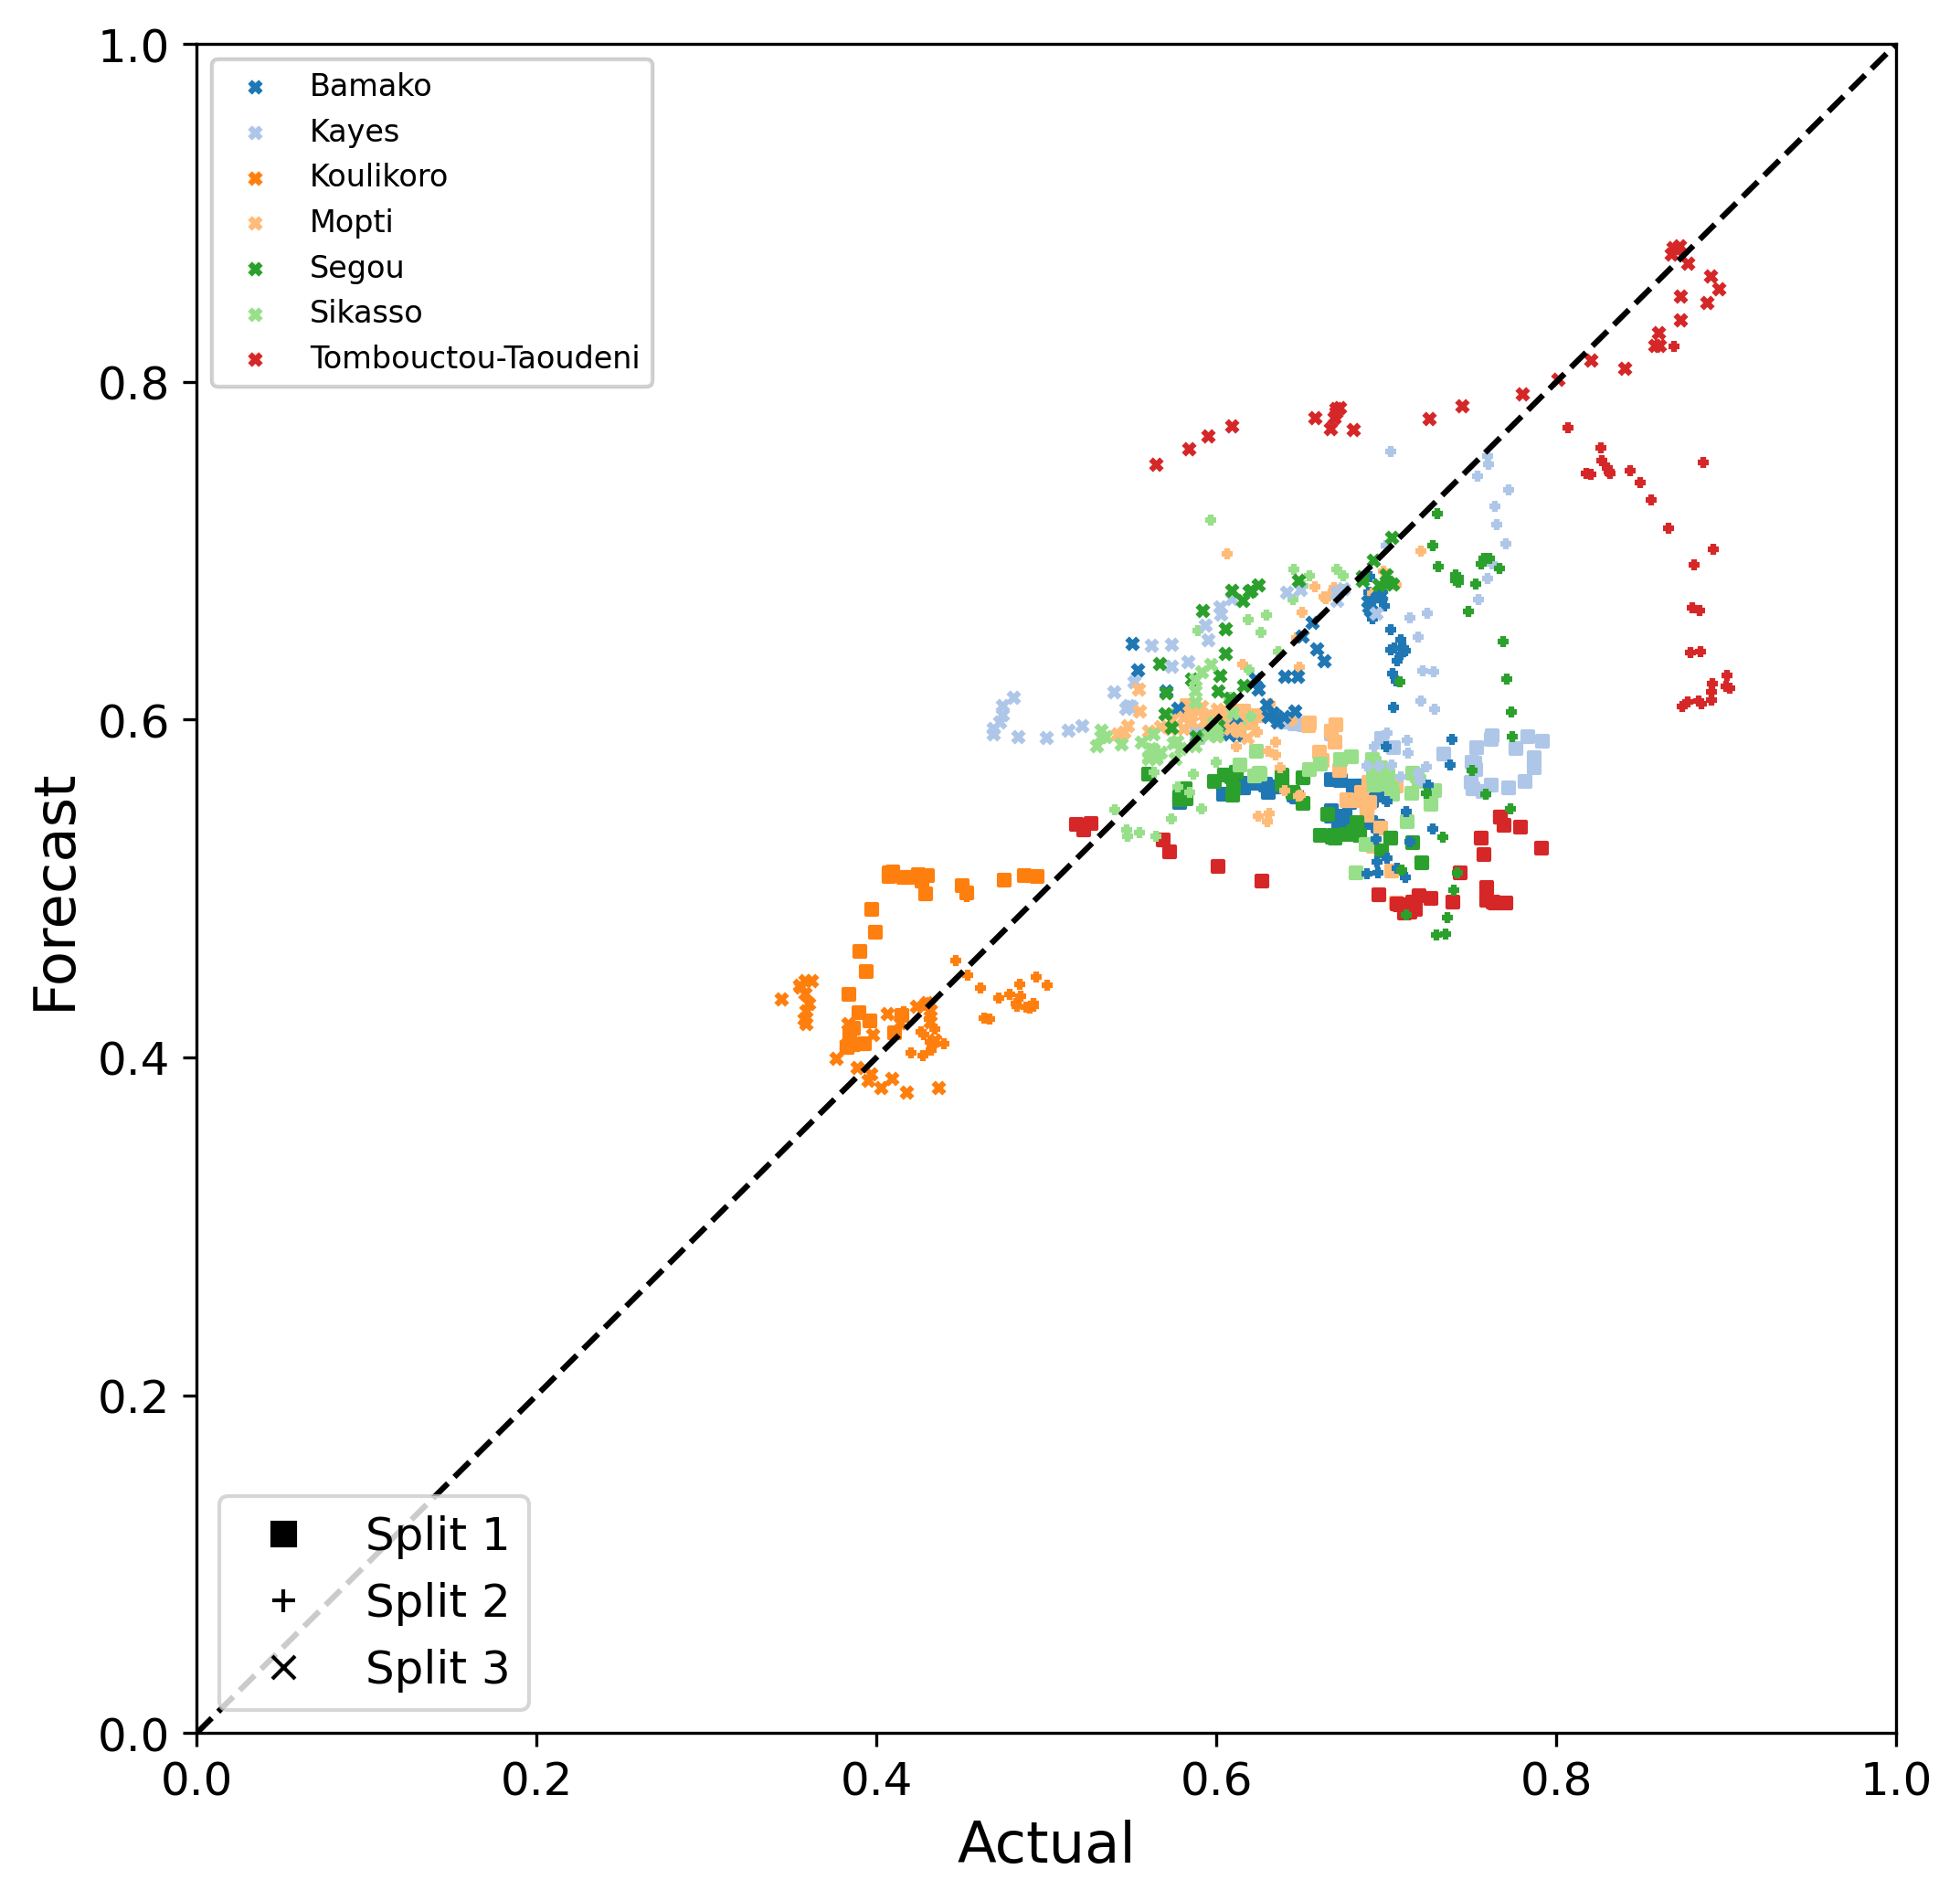 1.0
0.8
0.6
0.4
0.2
0.0
Forecast
Bamako
Kayes
Koulikoro
Mopti
Segou
Sikasso
Tombouctou-Taoudeni
Split 1
Split 2
Split 3
0.0 0.2 0.4 0.6 0.8 1.0
Actual